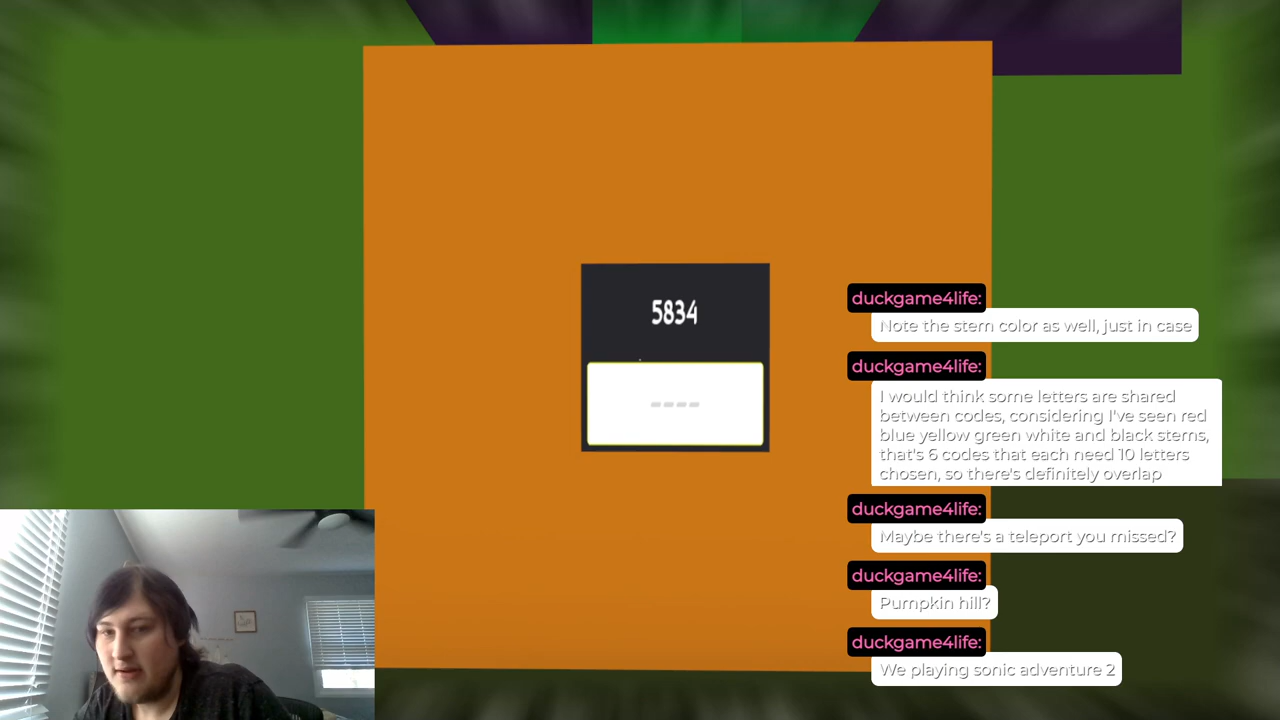 5834
----
duckgame4life:
Note the stem color as well, just in case
duckgame4life:
I would think some letters are shared
between codes, considering I've seen red
blue yellow green white and black stems,
that's 6 codes that each need 10 letters
chosen, so there's definitely overlap
duckgame4life:
Maybe there's a teleport you missed?
duckgame4life:
Pumpkin hill?
duckgame4life:
We playing sonic adventure 2